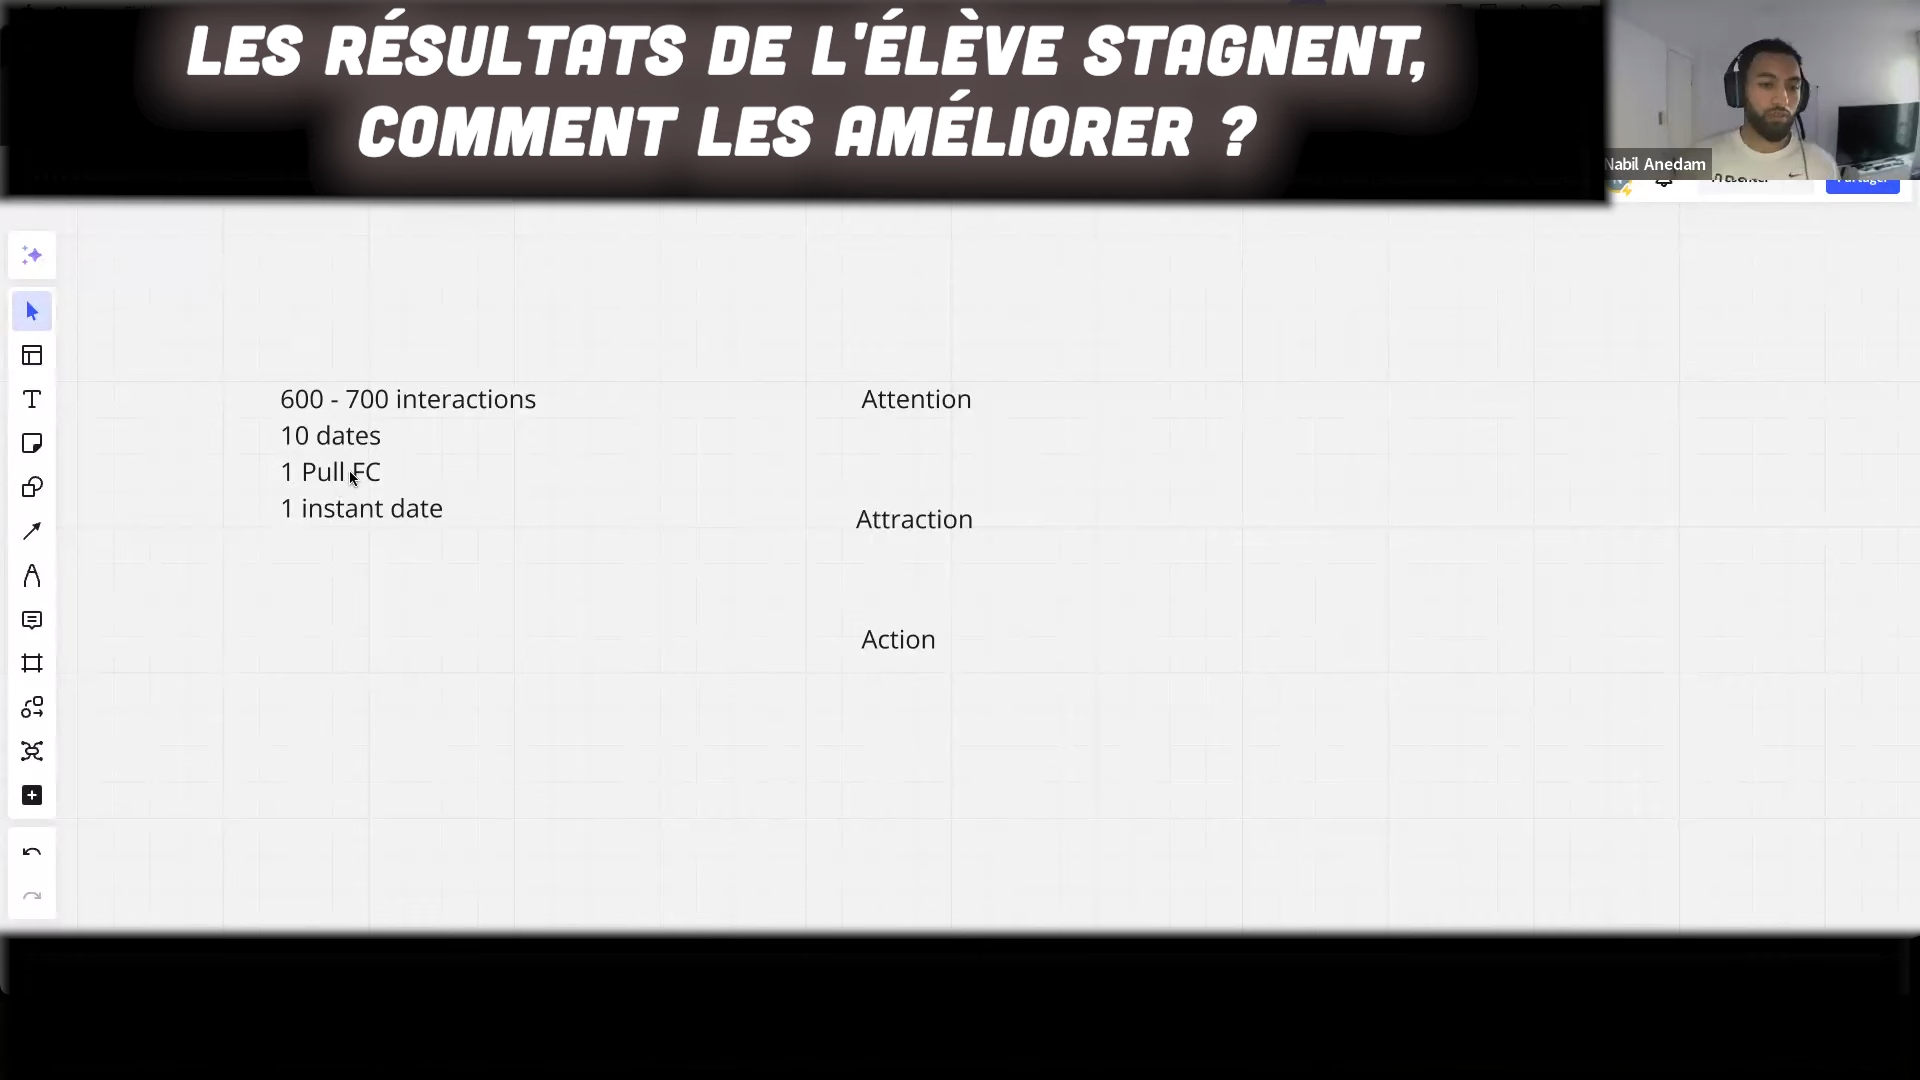 LES RÉSULTATS DE L'ÉLÈVE STAGNENT,
COMMENT LES AMÉLIORER ?
Nabil Anedam
Partager
600 - 700 interactions
10 dates
1 Pull FC
1 instant date
Attention
Attraction
Action